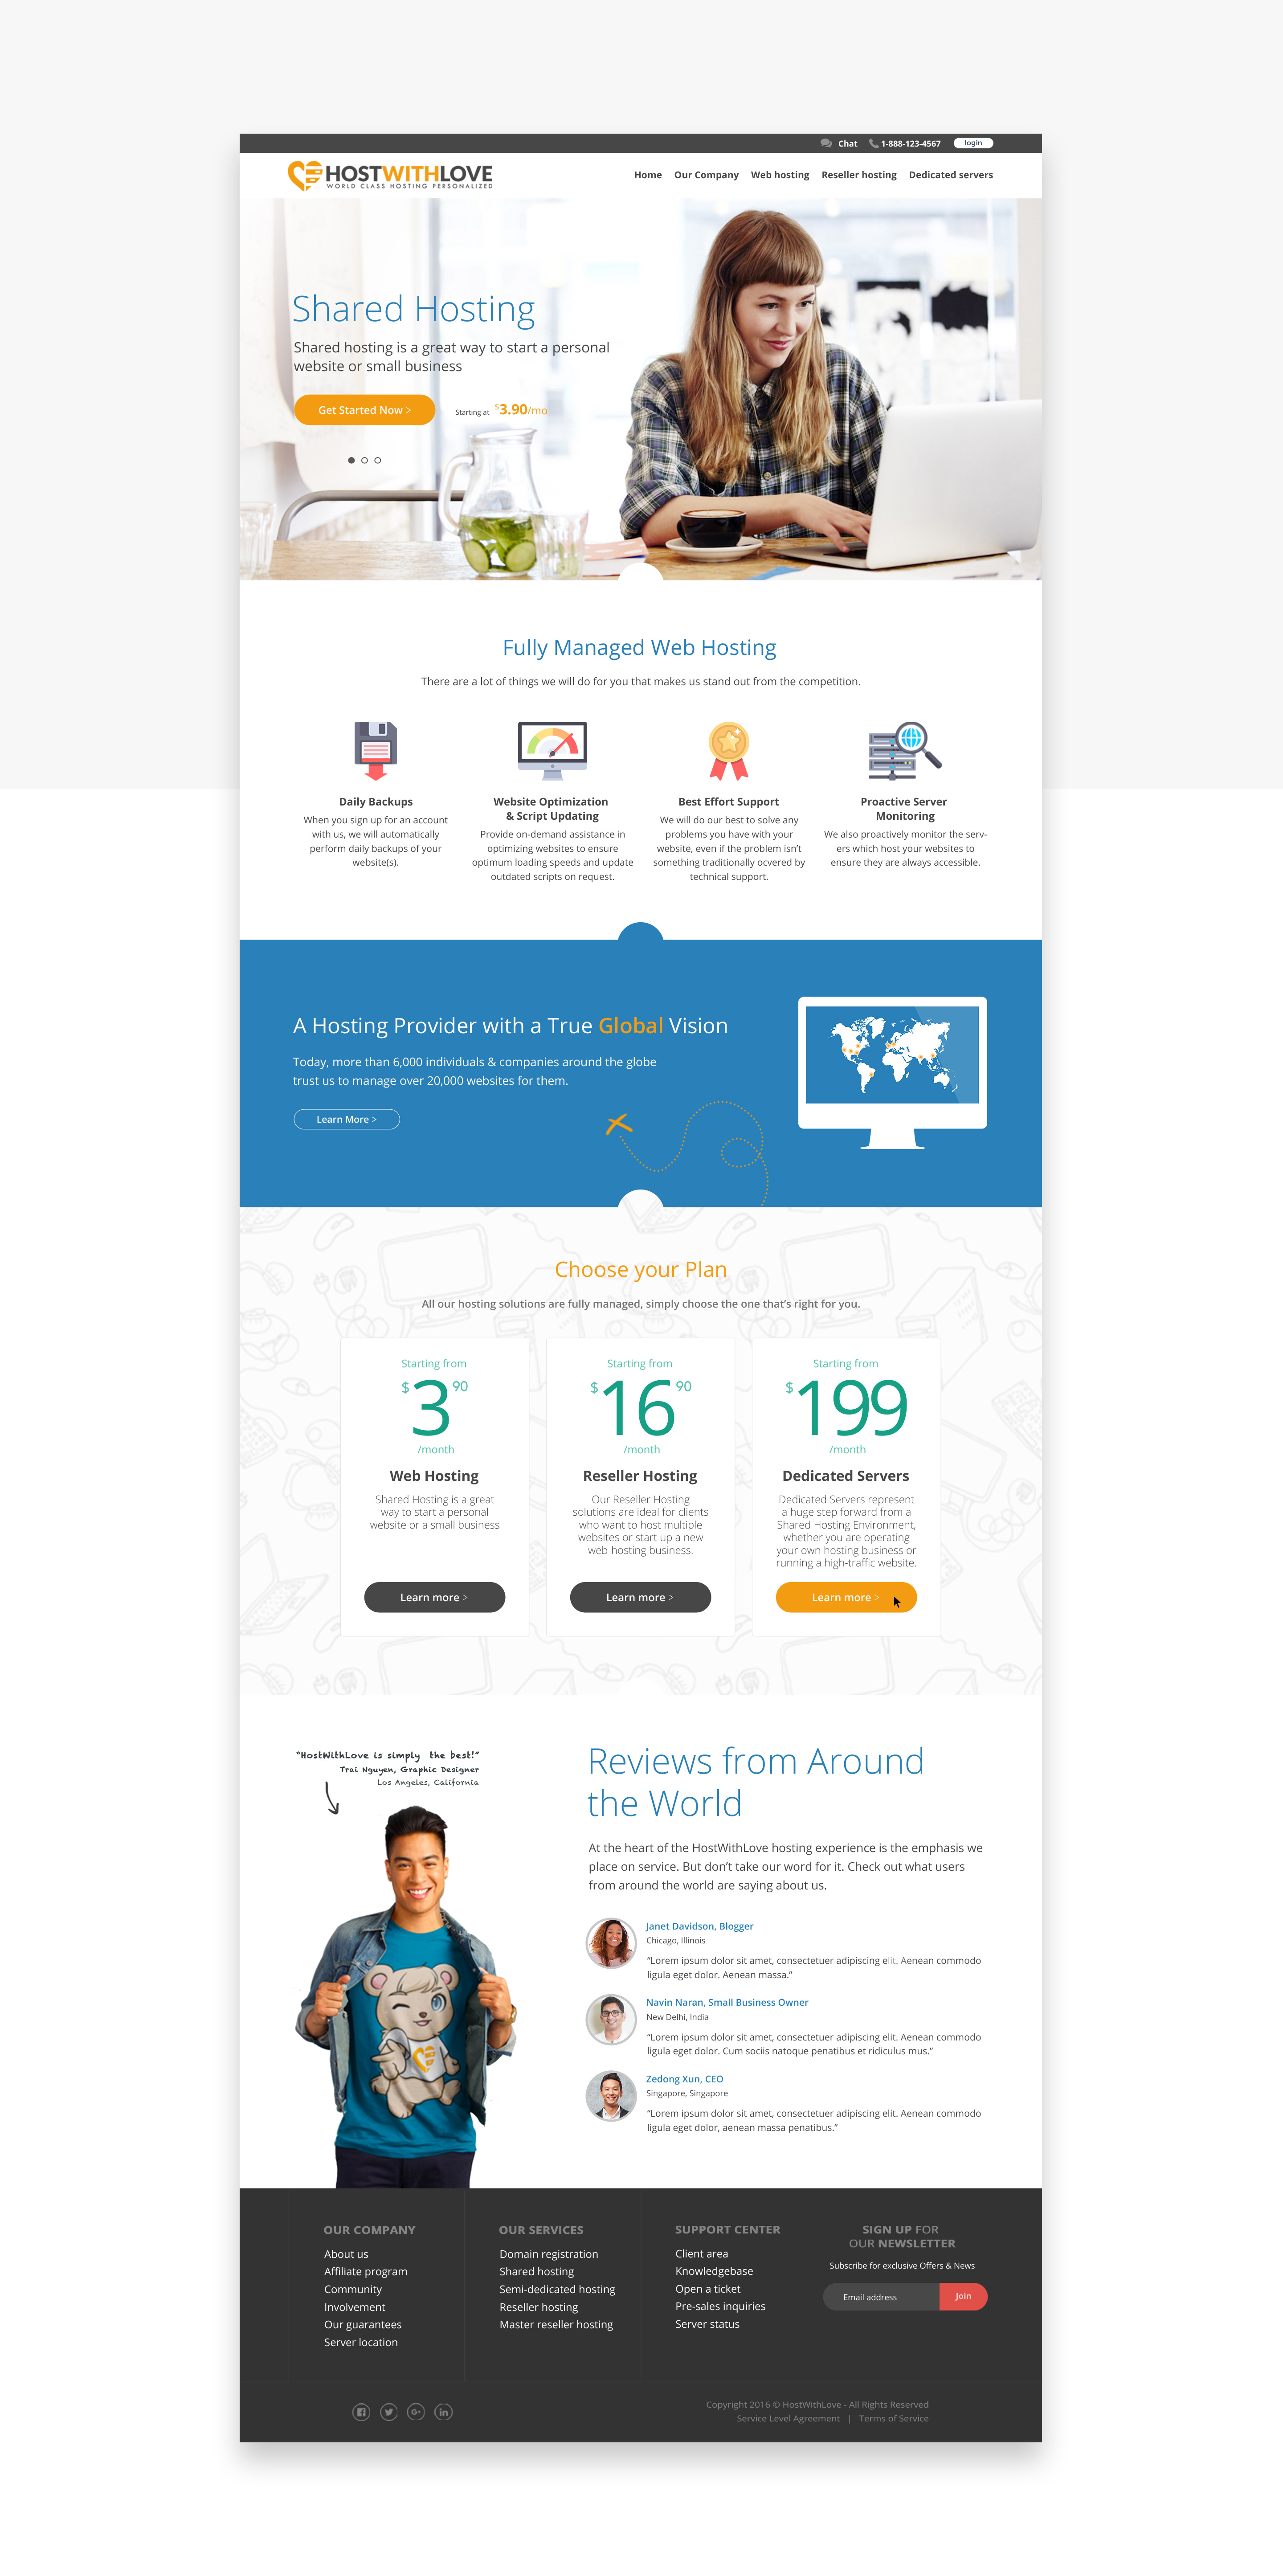 Chat 1-888-123-4567 login
HOSTWITHLOVE
WORLD CLASS HOSTING PERSONALIZED
Home Our Company Web hosting Reseller hosting Dedicated servers
Shared Hosting
Shared hosting is a great way to start a personal
website or small business
Get Started Now >
Starting at $3.90/mo
Fully Managed Web Hosting
There are a lot of things we will do for you that makes us stand out from the competition.
Daily Backups
When you sign up for an account
with us, we will automatically
perform daily backups of your
website(s).
Website Optimization
& Script Updating
Provide on-demand assistance in
optimizing websites to ensure
optimum loading speeds and update
outdated scripts on request.
Best Effort Support
We will do our best to solve any
problems you have with your
website, even if the problem isn't
something traditionally ocvered by
technical support.
Proactive Server
Monitoring
We also proactively monitor the serv-
ers which host your websites to
ensure they are always accessible.
A Hosting Provider with a True Global Vision
Today, more than 6,000 individuals & companies around the globe
trust us to manage over 20,000 websites for them.
Learn More >
Choose your Plan
All our hosting solutions are fully managed, simply choose the one that's right for you.
Starting from
$3 90
/month
Web Hosting
Shared Hosting is a great
way to start a personal
website or a small business
Learn more >
Starting from
$16 90
/month
Reseller Hosting
Our Reseller Hosting
solutions are ideal for clients
who want to host multiple
websites or start up a new
web-hosting business.
Learn more >
Starting from
$199
/month
Dedicated Servers
Dedicated Servers represent
a huge step forward from a
Shared Hosting Environment,
whether you are operating
your own hosting business or
running a high-traffic website.
Learn more >
"HostWithLove is simply the best!"
Trai Nguyen, Graphic Designer
Los Angeles, California
Reviews from Around
the World
At the heart of the HostWithLove hosting experience is the emphasis we
place on service. But don't take our word for it. Check out what users
from around the world are saying about us.
Janet Davidson, Blogger
Chicago, Illinois
"Lorem ipsum dolor sit amet, consectetuer adipiscing elit. Aenean commodo
ligula eget dolor. Aenean massa."
Navin Naran, Small Business Owner
New Delhi, India
"Lorem ipsum dolor sit amet, consectetuer adipiscing elit. Aenean commodo
ligula eget dolor. Cum sociis natoque penatibus et ridiculus mus."
Zedong Xun, CEO
Singapore, Singapore
"Lorem ipsum dolor sit amet, consectetuer adipiscing elit. Aenean commodo
ligula eget dolor, aenean massa penatibus."
OUR COMPANY
About us
Affiliate program
Community
Involvement
Our guarantees
Server location
OUR SERVICES
Domain registration
Shared hosting
Semi-dedicated hosting
Reseller hosting
Master reseller hosting
SUPPORT CENTER
Client area
Knowledgebase
Open a ticket
Pre-sales inquiries
Server status
SIGN UP FOR
OUR NEWSLETTER
Subscribe for exclusive Offers & News
Email address Join
Copyright 2016 © HostWithLove - All Rights Reserved
Service Level Agreement | Terms of Service